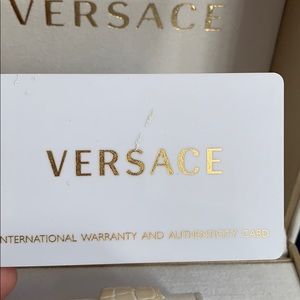 VERSACE
VERSACE
INTERNATIONAL WARRANTY AND AUTHENTICITY CARD